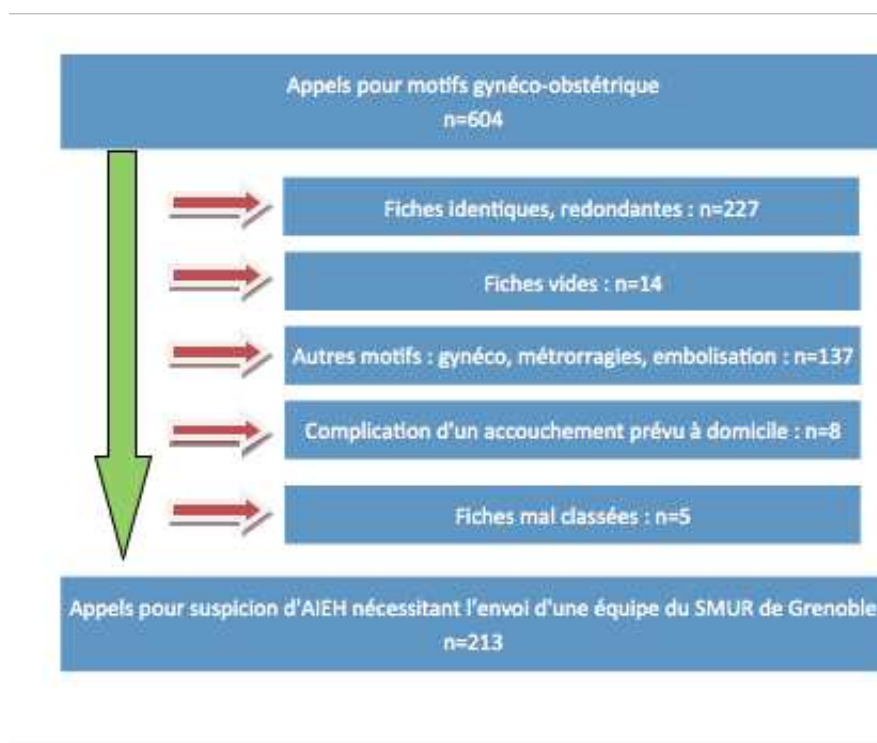 Appels pour motifs gynéco-obstétrique
n=604
Fiches identiques, redondantes : n=227
Fiches vides : n=14
Autres motifs : gynéco, métrorragies, embolisation : n=137
Complication d'un accouchement prévu à domicile : n=8
Fiches mal classées : n=5
Appels pour suspicion d'AIEH nécessitant l'envoi d'une équipe du SMUR de Grenoble
n=213